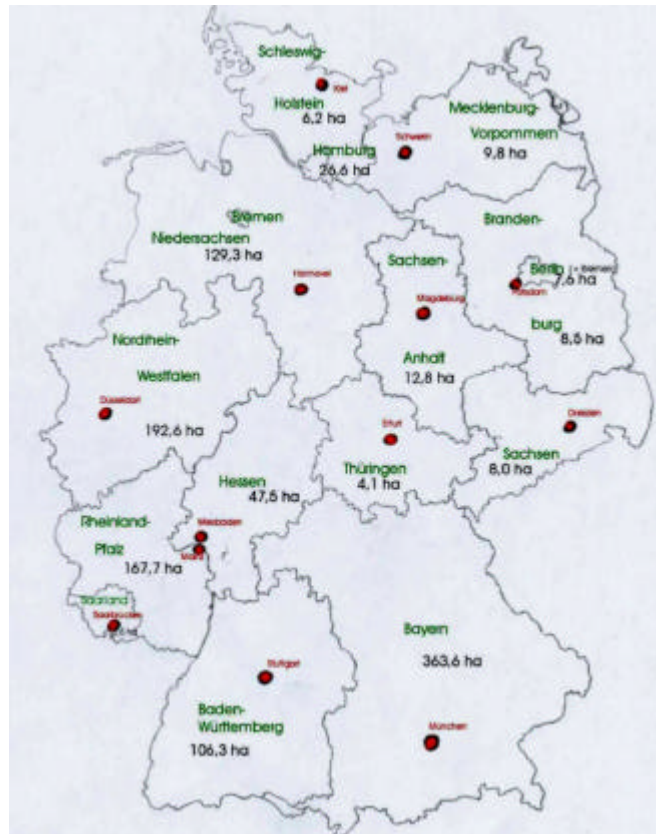 Schleswig-
Kiel
Holstein
6,2 ha
Mecklenburg-
Vorpommern
9,8 ha
Hamburg
26,6 ha
Bremen
Niedersachsen
129,3 ha
Hannover
Branden-
Berlin (+ Bremen)
7,6 ha
Potsdam
burg
8,5 ha
Sachsen-
Magdeburg
Anhalt
12,8 ha
Nordrhein-
Westfalen
Düsseldorf
192,6 ha
Dresden
Sachsen
8,0 ha
Erfurt
Thüringen
4,1 ha
Hessen
47,5 ha
Wiesbaden
Rheinland-
Pfalz
Mainz
167,7 ha
Saarland
Saarbrücken
Bayern
363,6 ha
Stuttgart
Baden-
Württemberg
106,3 ha
München